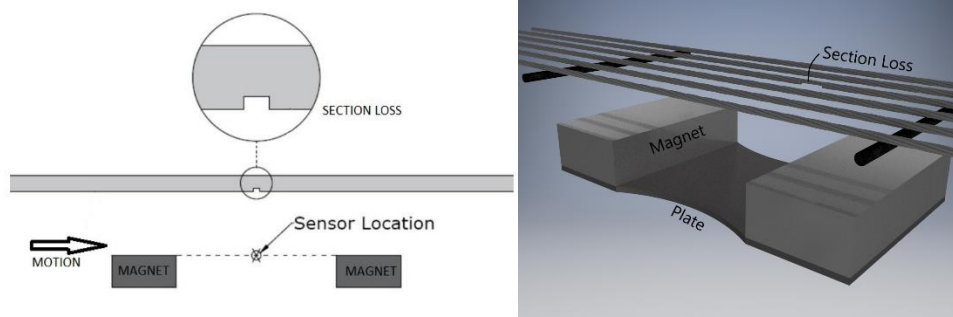 SECTION LOSS
Sensor Location
MOTION
MAGNET
MAGNET
Section Loss
Magnet
Plate